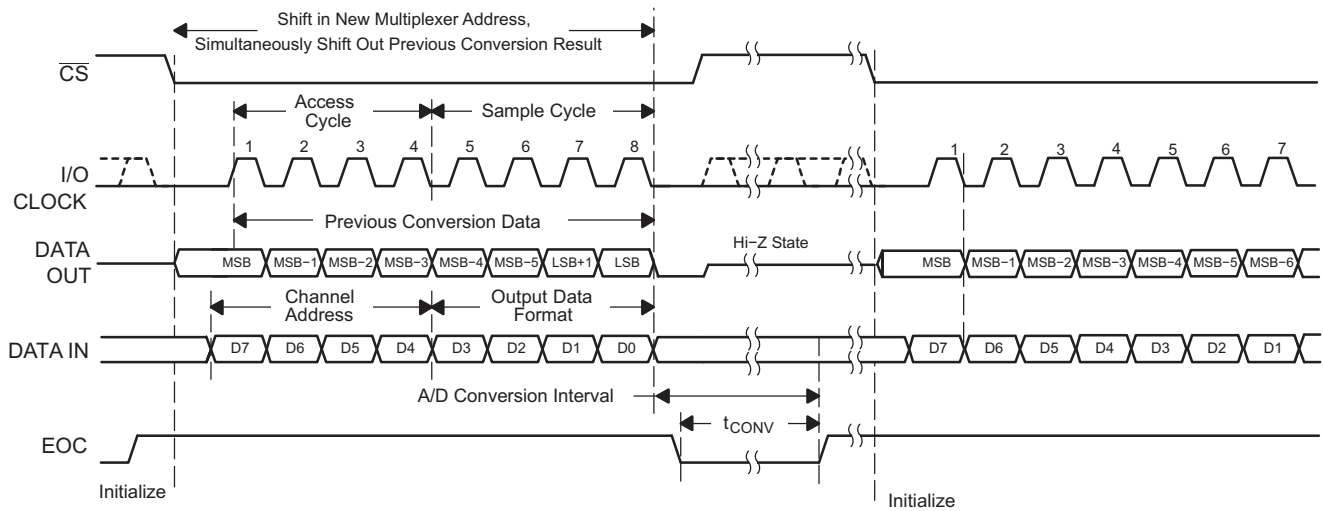 Shift in New Multiplexer Address,
Simultaneously Shift Out Previous Conversion Result
CS
Access
Cycle
Sample Cycle
1 2 3 4 5 6 7 8 1 2 3 4 5 6 7
I/O
CLOCK
Previous Conversion Data
DATA
OUT
MSB MSB−1 MSB−2 MSB−3 MSB−4 MSB−5 LSB+1 LSB Hi−Z State MSB MSB−1 MSB−2 MSB−3 MSB−4 MSB−5 MSB−6
Channel
Address
Output Data
Format
DATA IN D7 D6 D5 D4 D3 D2 D1 D0 D7 D6 D5 D4 D3 D2 D1
A/D Conversion Interval
tCONV
EOC
Initialize Initialize